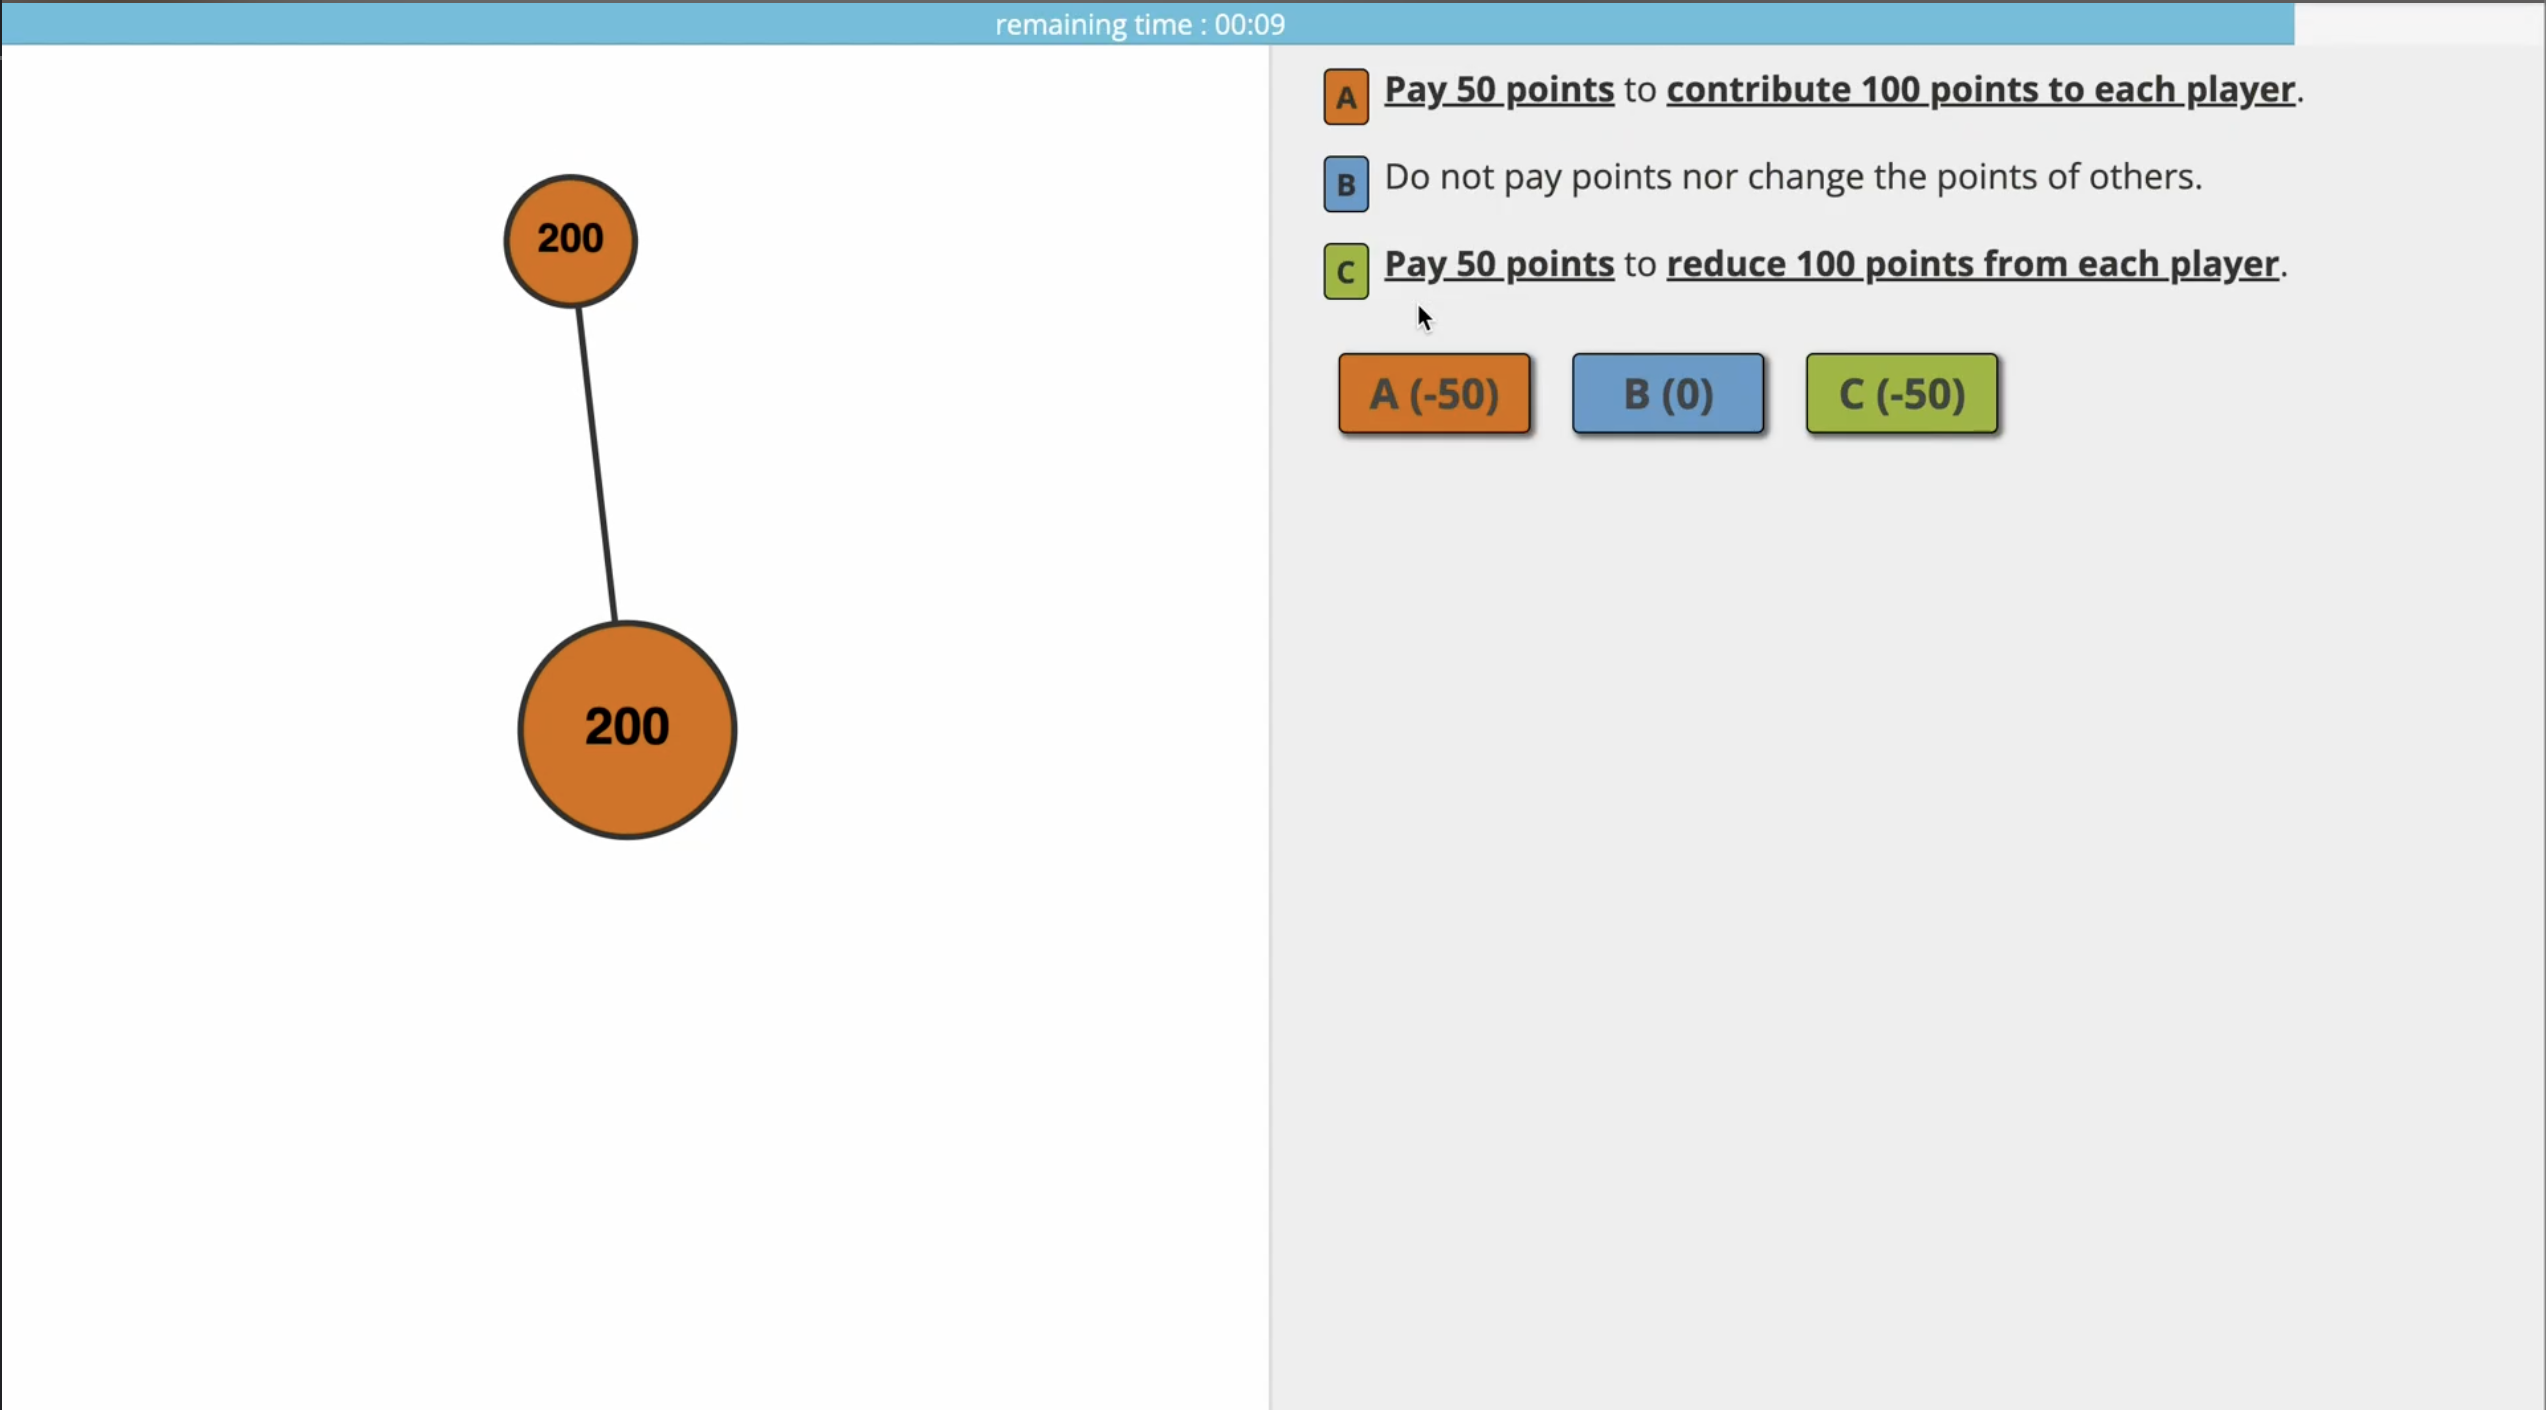 remaining time : 00:09
200
200
A Pay 50 points to contribute 100 points to each player.
B Do not pay points nor change the points of others.
C Pay 50 points to reduce 100 points from each player.
A (-50) B (0) C (-50)